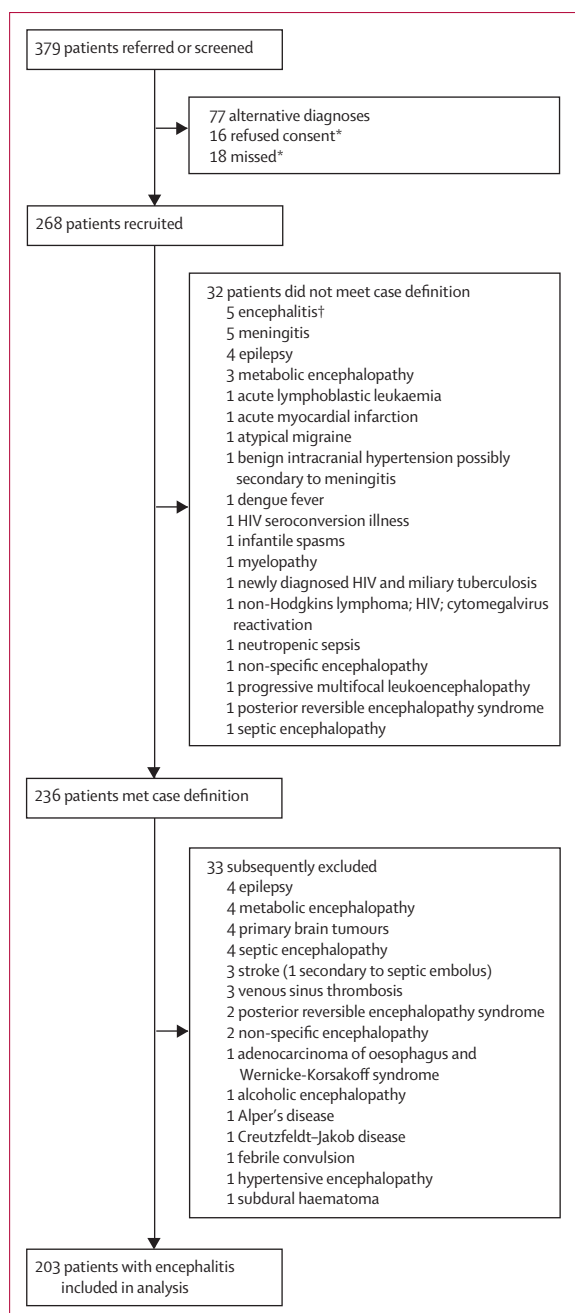 379 patients referred or screened
77 alternative diagnoses
16 refused consent*
18 missed*
268 patients recruited
32 patients did not meet case definition
5 encephalitis†
5 meningitis
4 epilepsy
3 metabolic encephalopathy
1 acute lymphoblastic leukaemia
1 acute myocardial infarction
1 atypical migraine
1 benign intracranial hypertension possibly
secondary to meningitis
1 dengue fever
1 HIV seroconversion illness
1 infantile spasms
1 myelopathy
1 newly diagnosed HIV and miliary tuberculosis
1 non-Hodgkins lymphoma; HIV; cytomegalvirus
reactivation
1 neutropenic sepsis
1 non-specific encephalopathy
1 progressive multifocal leukoencephalopathy
1 posterior reversible encephalopathy syndrome
1 septic encephalopathy
236 patients met case definition
33 subsequently excluded
4 epilepsy
4 metabolic encephalopathy
4 primary brain tumours
4 septic encephalopathy
3 stroke (1 secondary to septic embolus)
3 venous sinus thrombosis
2 posterior reversible encephalopathy syndrome
2 non-specific encephalopathy
1 adenocarcinoma of oesophagus and
Wernicke-Korsakoff syndrome
1 alcoholic encephalopathy
1 Alper's disease
1 Creutzfeldt–Jakob disease
1 febrile convulsion
1 hypertensive encephalopathy
1 subdural haematoma
203 patients with encephalitis
included in analysis